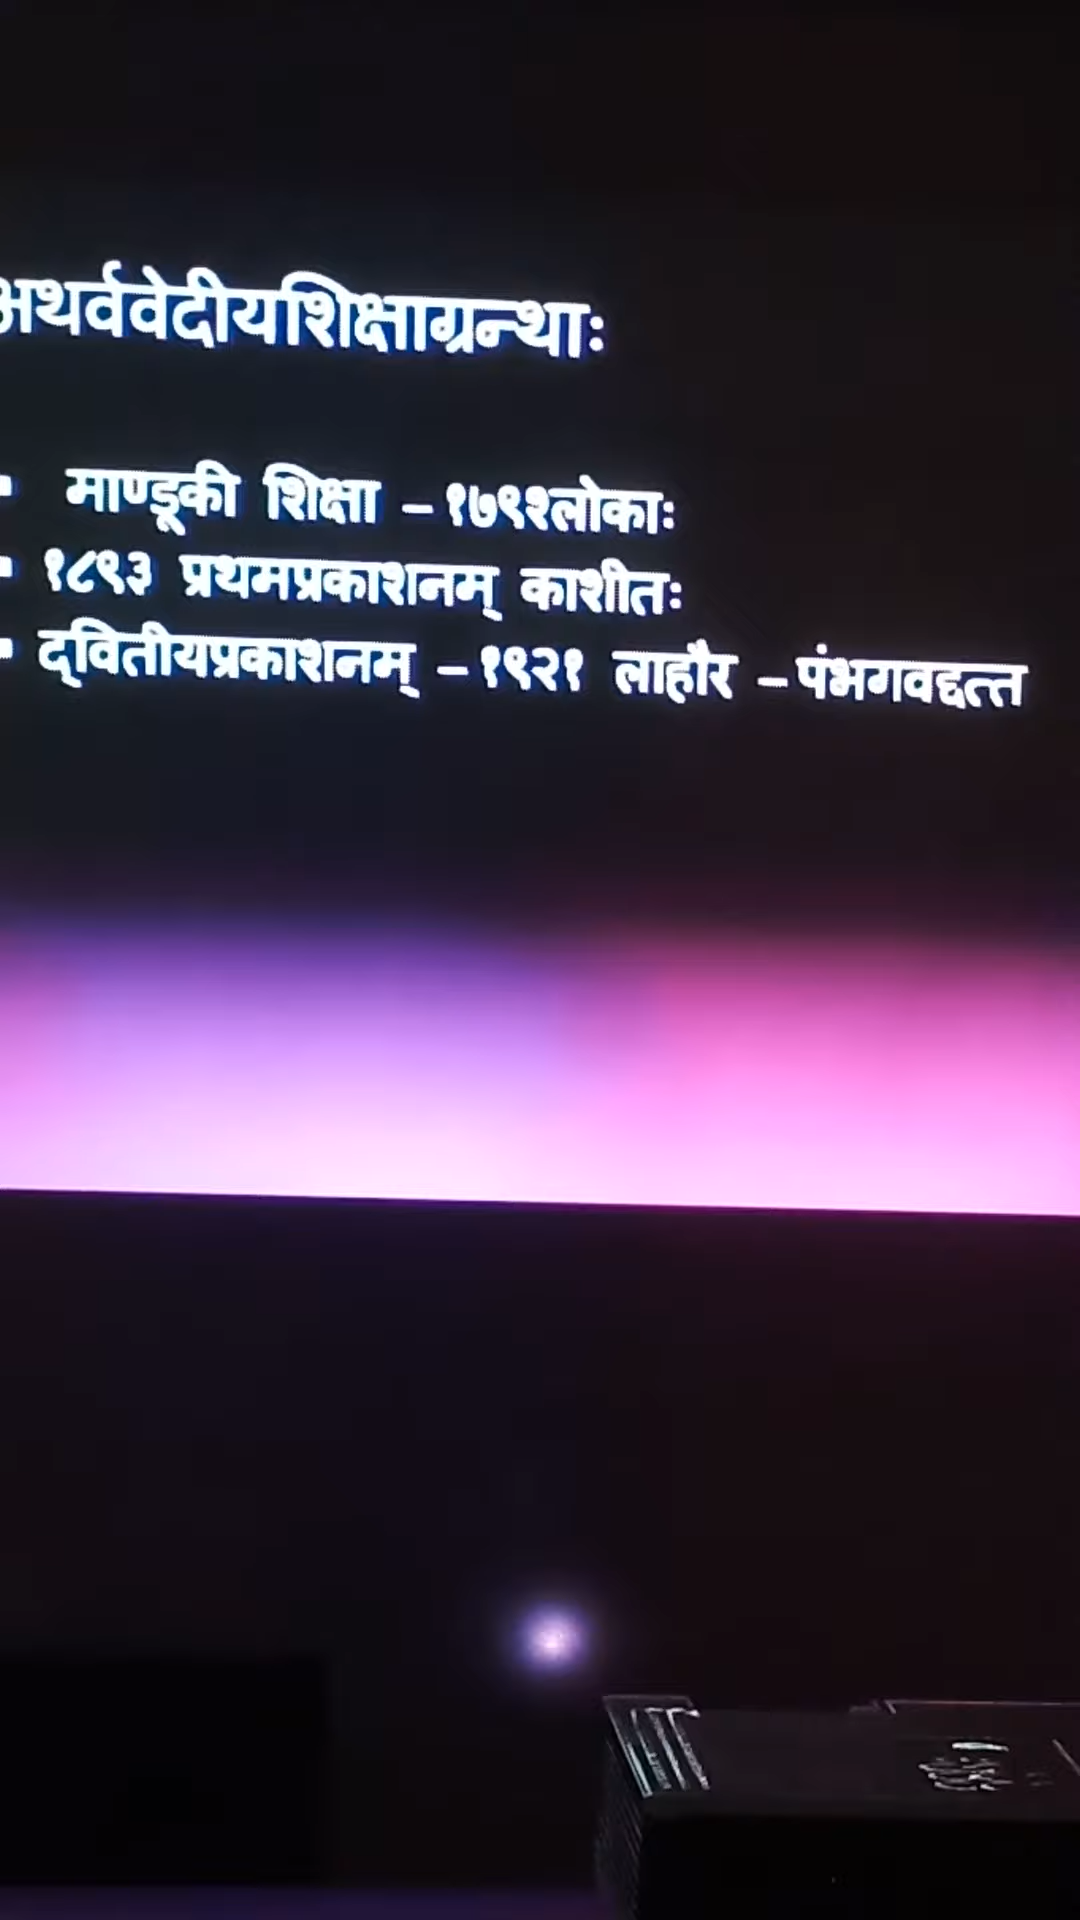 अथर्ववेदीयशिक्षाग्रन्थाः
माण्डूकी शिक्षा – १७९श्लोकाः
१८९३ प्रथमप्रकाशनम् काशीतः
द्वितीयप्रकाशनम् – १९२१ लाहौर – पंभगवद्दत्त